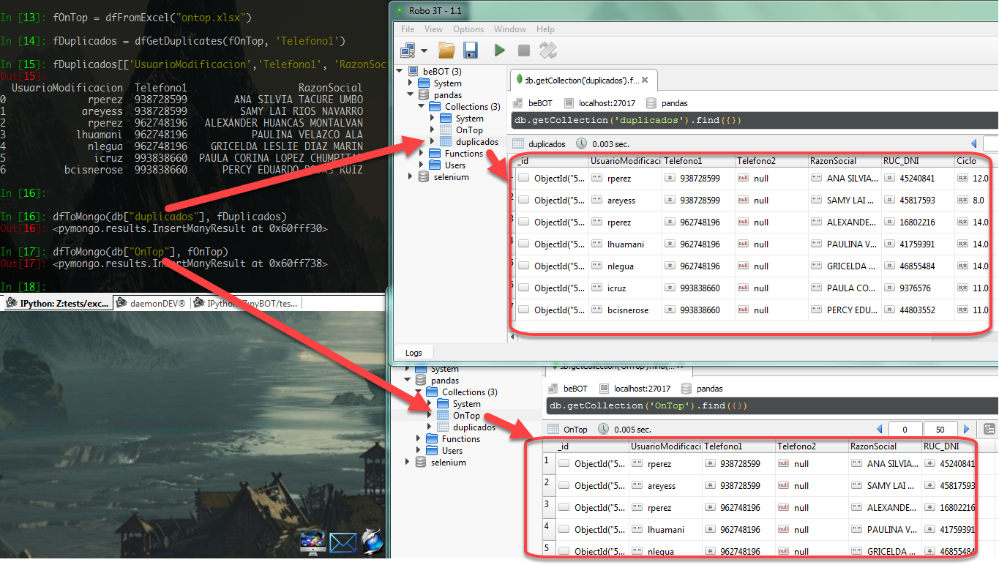 In [13]: fOnTop = dfFromExcel("ontop.xlsx")
In [14]: fDuplicados = dfGetDuplicates(fOnTop, 'Telefono1')
In [15]: fDuplicados[['UsuarioModificacion','Telefono1', 'RazonSoc
Out[15]:
UsuarioModificacion Telefono1 RazonSocial
0 rperez 938728599 ANA SILVIA TACURE UMBO
1 areyess 938728599 SAMY LAI RIOS NAVARRO
2 rperez 962748196 ALEXANDER HUANCAS MONTALVAN
3 lhuamani 962748196 PAULINA VELAZCO ALA
4 nlegua 962748196 GRICELDA LESLIE DIAZ MARIN
5 icruz 993838660 PAULA CORINA LOPEZ
6 bcisnerose 993838660 PERCY EDUARDO RUIZ
In [16]:
In [16]: dfToMongo(db["duplicados"], fDuplicados)
Out[16]: <pymongo.results.InsertManyResult at 0x60fff30>
In [17]: dfToMongo(db["OnTop"], fOnTop)
Out[17]: <pymongo.results.InsertManyResult at 0x60fff38>
In [18]:
IPython: Z:tests/exc...
daemonDEV®
IPython: Z:pyBOT/tes...
Robo 3T - 1.1
File View Options Window Help
beBOT (3)
System
pandas
Collections (3)
System
OnTop
duplicados
Functions
Users
selenium
db.getCollection('duplicados').f...
beBOT localhost:27017 pandas
db.getCollection('duplicados').find({})
duplicados 0.003 sec.
_id UsuarioModificaci Telefono1 Telefono2 RazonSocial RUC_DNI Ciclo
ObjectId("5... "" rperez # 938728599 null null "" ANA SILVIA... # 45240841 #.# 12.0
ObjectId("5... "" areyess # 938728599 null null "" SAMY LAI ... # 45817593 #.# 8.0
ObjectId("5... "" rperez # 962748196 null null "" ALEXANDE... # 16802216 #.# 14.0
ObjectId("5... "" lhuamani # 962748196 null null "" PAULINA V... # 41759391 #.# 14.0
ObjectId("5... "" nlegua # 962748196 null null "" GRICELDA ... # 46855484 #.# 14.0
ObjectId("5... "" icruz # 993838660 null null "" PAULA CO... # 9376576 #.# 11.0
ObjectId("5... "" bcisnerose # 993838660 null null "" PERCY EDU... # 44803552 #.# 11.0
Logs
System
pandas
Collections (3)
System
OnTop
duplicados
Functions
Users
selenium
db.getCollection('OnTop').find(...
beBOT localhost:27017 pandas
db.getCollection('OnTop').find({})
OnTop 0.005 sec. 0 50
_id UsuarioModificaci Telefono1 Telefono2 RazonSocial RUC_DNI
1 ObjectId("5... "" rperez # 938728599 null null "" ANA SILVIA... # 45240841
2 ObjectId("5... "" areyess # 938728599 null null "" SAMY LAI ... # 45817593
3 ObjectId("5... "" rperez # 962748196 null null "" ALEXANDE... # 16802216
4 ObjectId("5... "" lhuamani # 962748196 null null "" PAULINA V... # 41759391
5 ObjectId("5... "" nlegua # 962748196 null null "" GRICELDA ... # 46855484